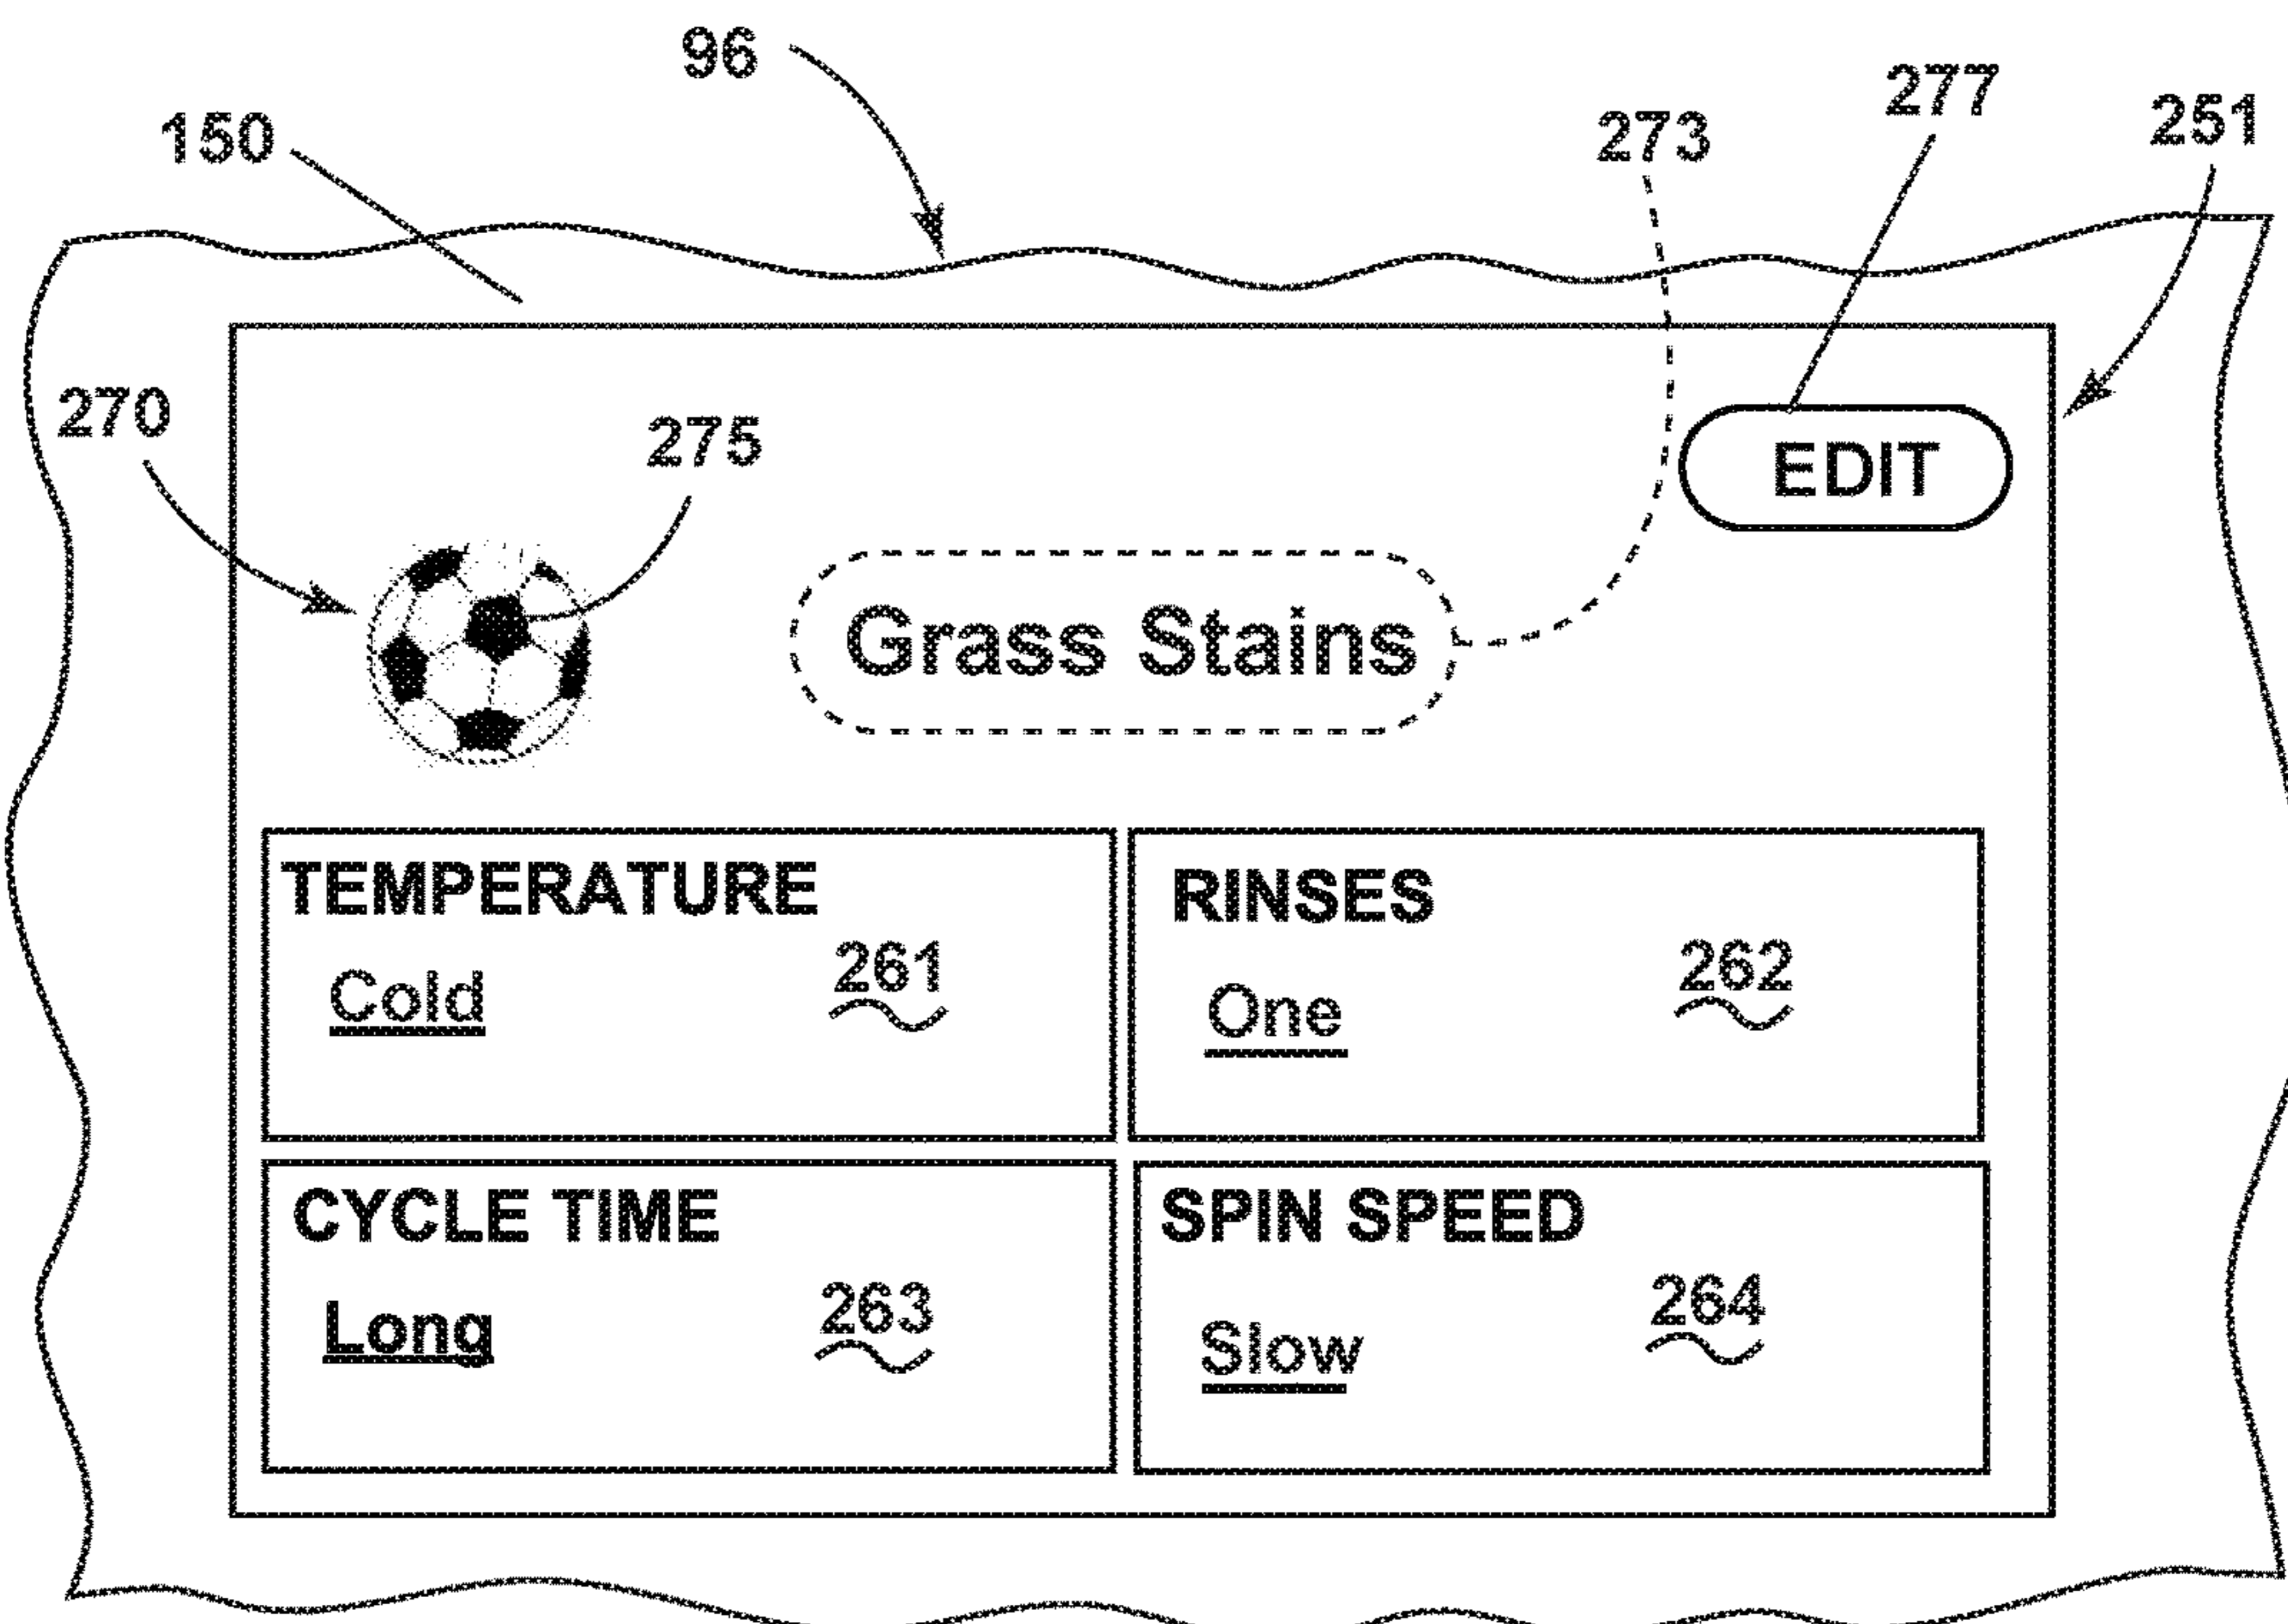 96
277
251
150
273
270
275
EDIT
Grass Stains
TEMPERATURE
RINSES
Cold
261
One
262
CYCLE TIME
SPIN SPEED
Long
263
Slow
264